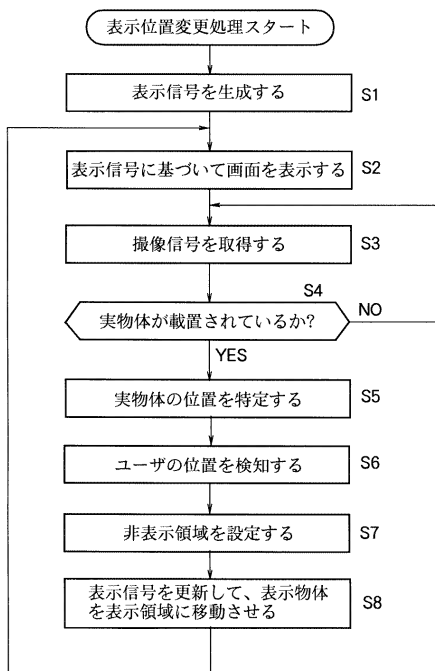 表示位置変更処理スタート
表示信号を生成する
S1
表示信号に基づいて画面を表示する
S2
撮像信号を取得する
S3
S4
実物体が載置されているか?
NO
YES
実物体の位置を特定する
S5
ユーザの位置を検知する
S6
非表示領域を設定する
S7
表示信号を更新して、表示物体
を表示領域に移動させる
S8